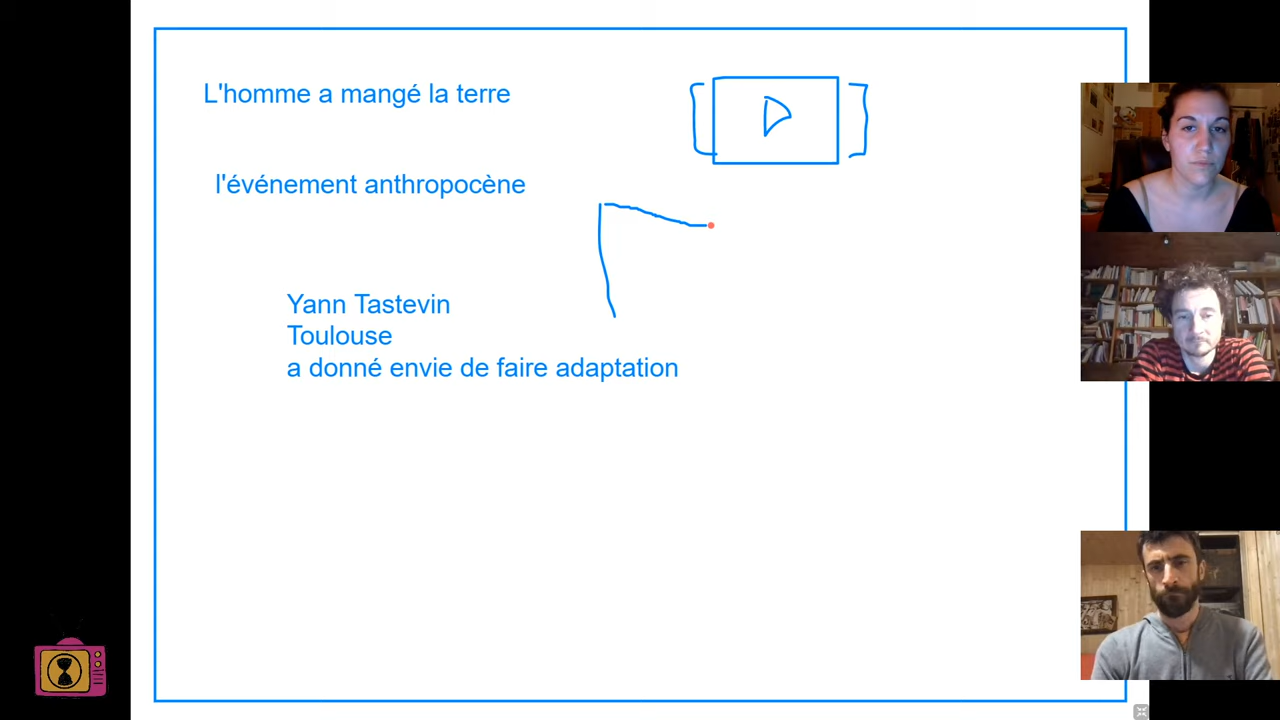 L'homme a mangé la terre
l'événement anthropocène
Yann Tastevin
Toulouse
a donné envie de faire adaptation